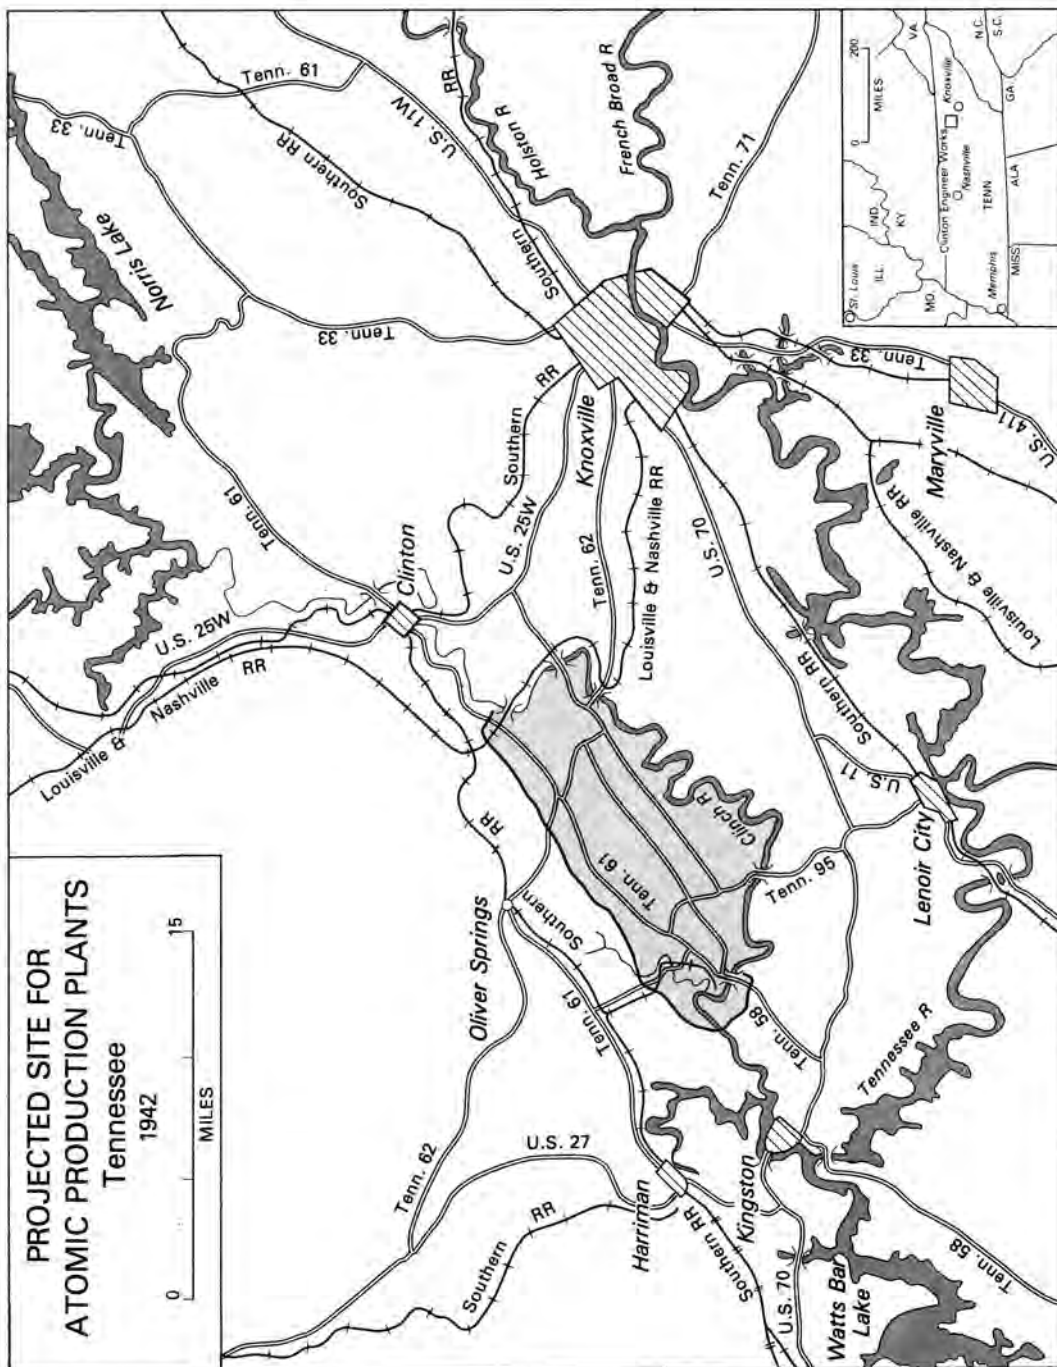 PROJECTED SITE FOR
ATOMIC PRODUCTION PLANTS
Tennessee
1942
0
15
MILES
Louisville &
Nashville
RR
U.S. 25W
Norris Lake
Tenn. 33
Tenn. 61
Tenn. 61
Southern RR
Tenn. 33
U.S. 11W
Southern
RR
Holston R
French Broad R
Tenn. 71
Clinton
Southern
RR
U.S. 25W
Knoxville
Tenn. 62
Louisville & Nashville RR
Tenn. 62
Oliver Springs
RR
Southern
Tenn. 61
Tenn. 61
Clinch R
U.S. 70
Southern RR
U.S. 11
Tenn. 95
Lenoir City
Louisville & Nashville RR
Maryville
Tenn. 33
U.S. 411
U.S. 27
Southern
RR
Harriman
Southern RR
Kingston
Tenn. 58
Tennessee R
U.S. 70
Watts Bar
Lake
Tenn. 58
St. Louis
ILL.
IND
KY
MO.
VA
0
200
MILES
Clinton Engineer Works
Knoxville
Nashville
TENN
Memphis
MISS
ALA
GA.
N.C.
S.C.